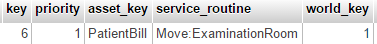 key priority asset_key service_routine world_key
6 1 PatientBill Move:ExaminationRoom 1